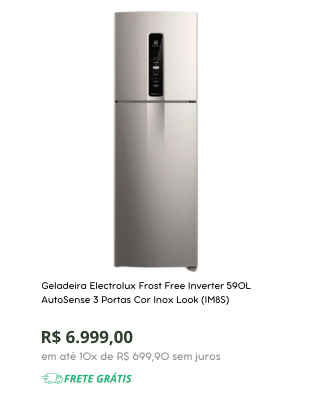 Geladeira Electrolux Frost Free Inverter 590L
AutoSense 3 Portas Cor Inox Look (IM8S)
R$ 6.999,00
em até 10x de R$ 699,90 sem juros
FRETE GRÁTIS